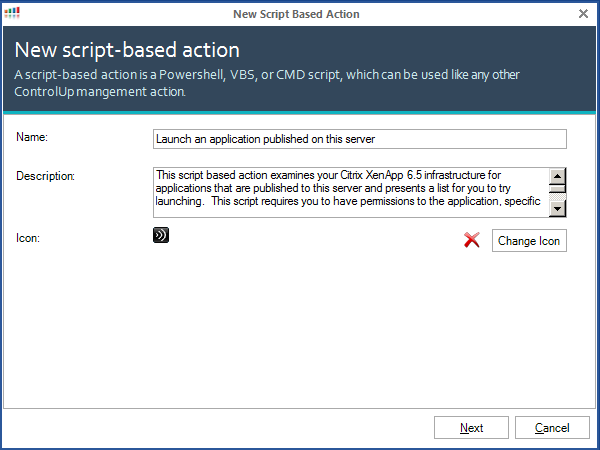 New Script Based Action
New script-based action
A script-based action is a Powershell, VBS, or CMD script, which can be used like any other
ControlUp mangement action.
Name:
Launch an application published on this server
Description:
This script based action examines your Citrix XenApp 6.5 infrastructure for
applications that are published to this server and presents a list for you to try
launching.  This script requires you to have permissions to the application, specific
Icon:
Change Icon
Next
Cancel